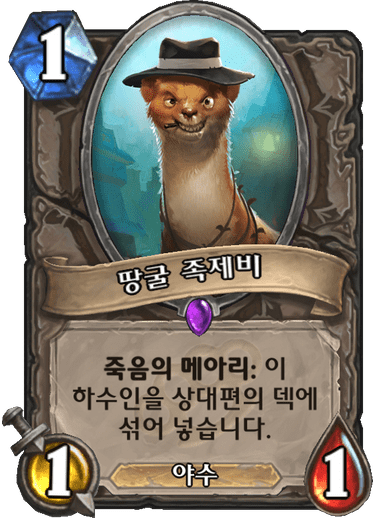 1
땅굴 족제비
죽음의 메아리: 이
하수인을 상대편의 덱에
섞어 넣습니다.
1
야수
1